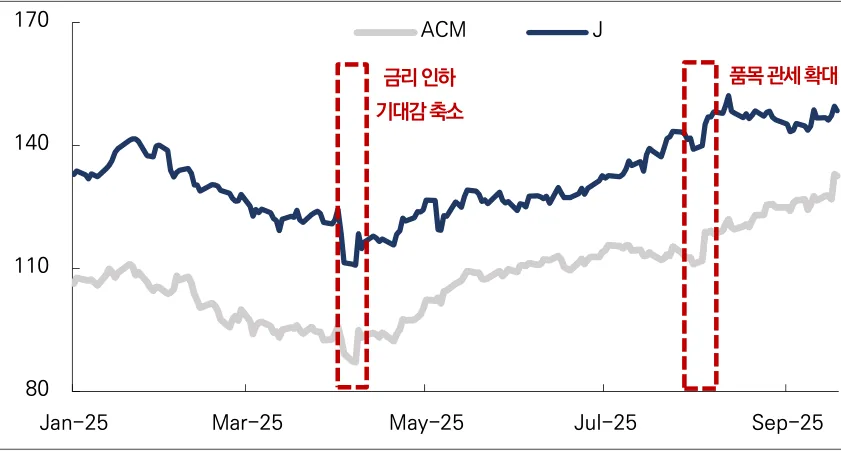 170
ACM
J
금리 인하
기대감 축소
품목 관세 확대
140
110
80
Jan-25
Mar-25
May-25
Jul-25
Sep-25